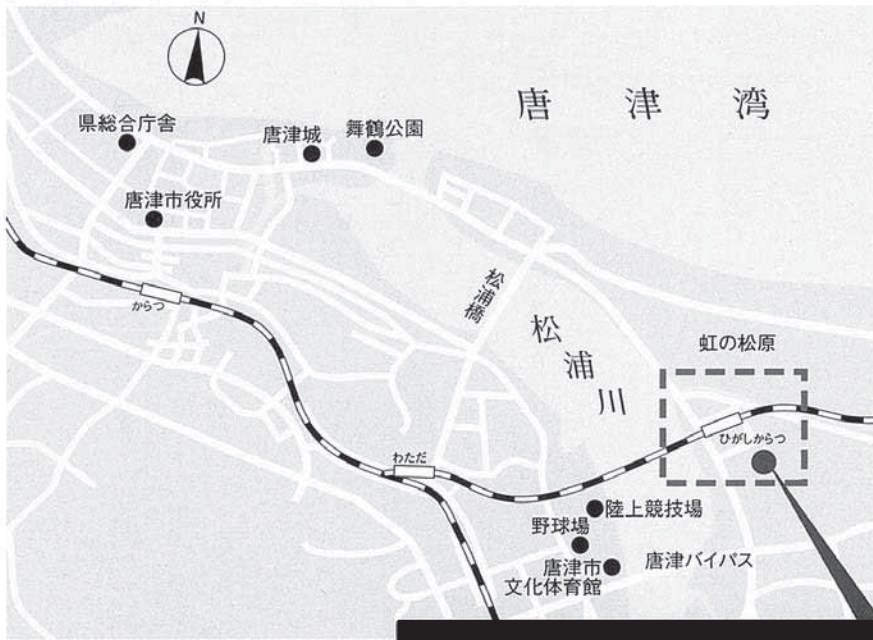 N
唐津湾
県総合庁舎
唐津城
舞鶴公園
唐津市役所
からつ
松浦橋
松浦川
虹の松原
ひがしからつ
わただ
陸上競技場
野球場
唐津市
文化体育館
唐津バイパス